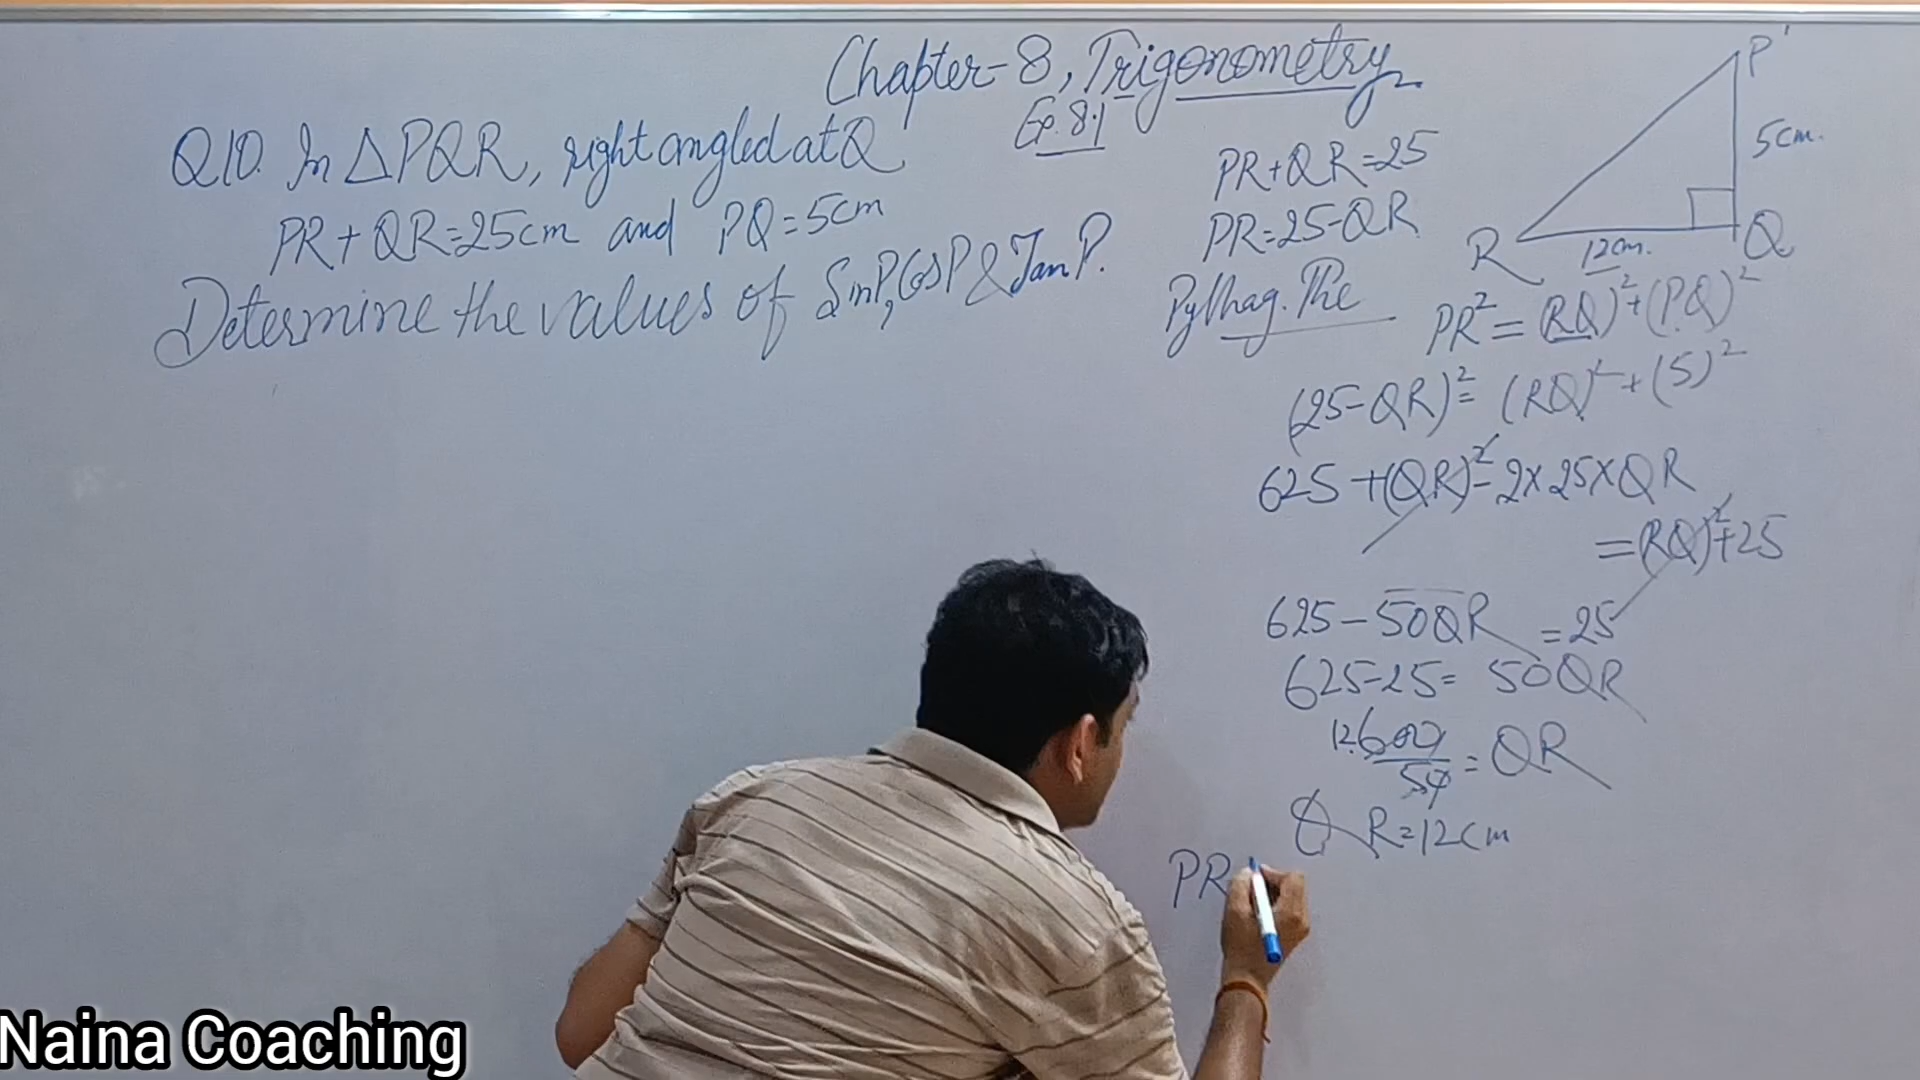 Chapter-8, Trigonometry
Ex. 8.1
Q10. In △PQR, right angled at Q
PR + QR = 25cm and PQ = 5cm
Determine the values of Sin P, Cos P & Tan P.
PR + QR = 25
PR = 25 - QR
Pythag. The
P
5cm.
R
12cm.
Q
PR² = (RQ)² + (PQ)²
(25 - QR)² = (RQ)² + (5)²
625 + (QR)² - 2 x 25 x QR
= (RQ)² + 25
625 - 50QR = 25
625 - 25 = 50QR
12 600/50 = QR
QR = 12cm
PR
Naina Coaching